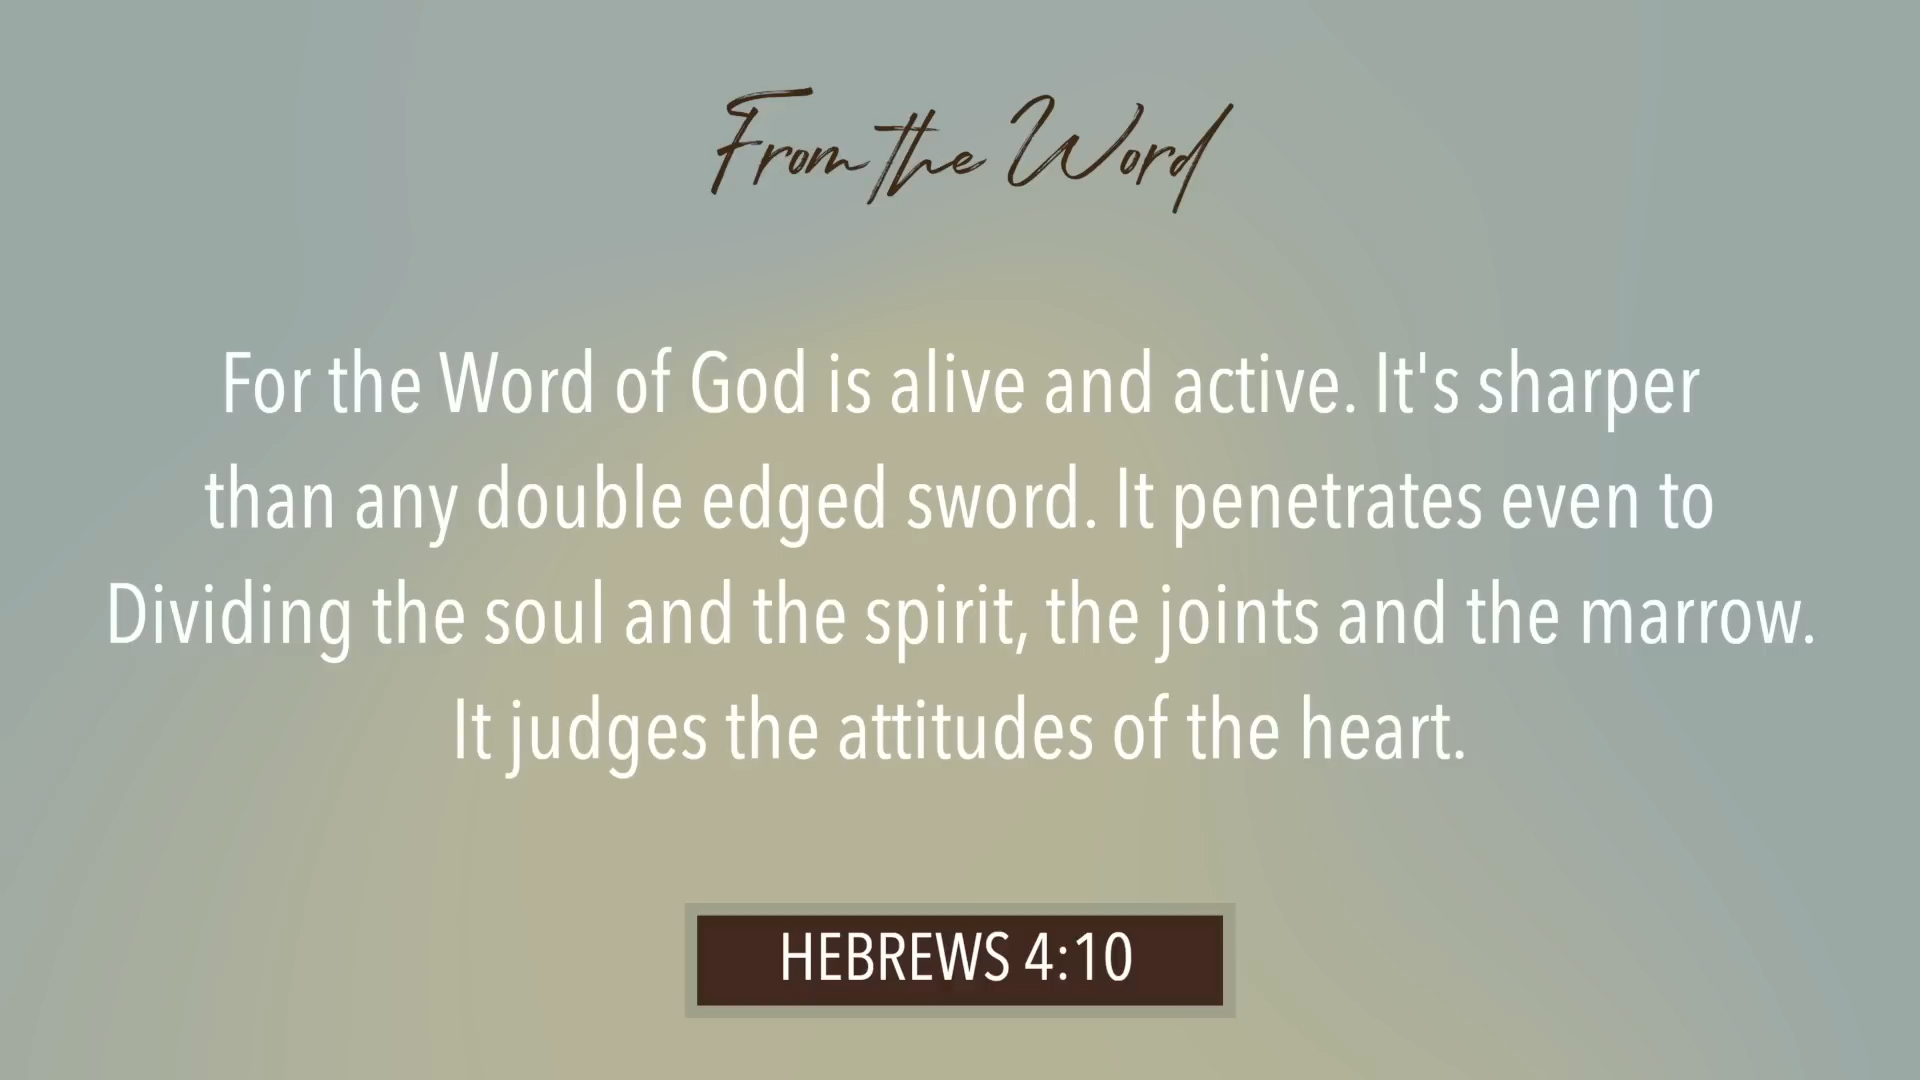 From the Word
For the Word of God is alive and active. It's sharper
than any double edged sword. It penetrates even to
Dividing the soul and the spirit, the joints and the marrow.
It judges the attitudes of the heart.
HEBREWS 4:10